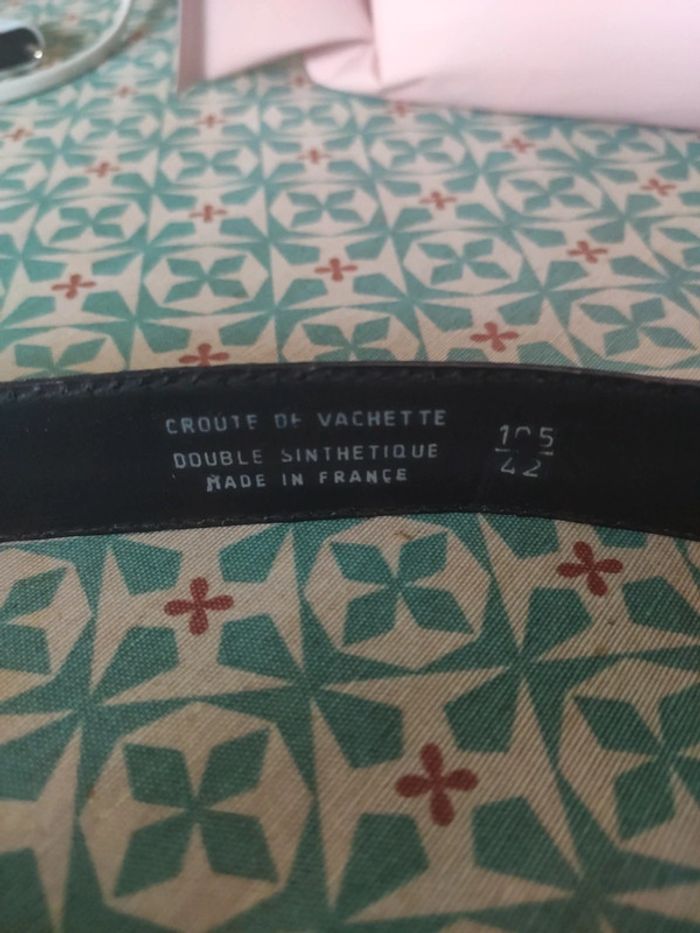 CROUTE DE VACHETTE
DOUBLE SINTHETIQUE
MADE IN FRANCE
105
42